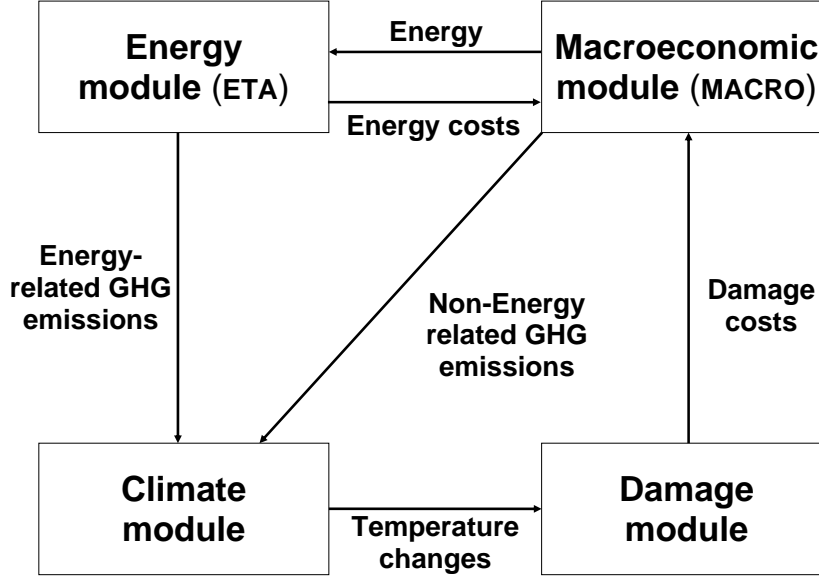 Energy
module (ETA)
Energy
Macroeconomic
module (MACRO)
Energy costs
Energy-
related GHG
emissions
Non-Energy
related GHG
emissions
Damage
costs
Climate
module
Temperature
changes
Damage
module